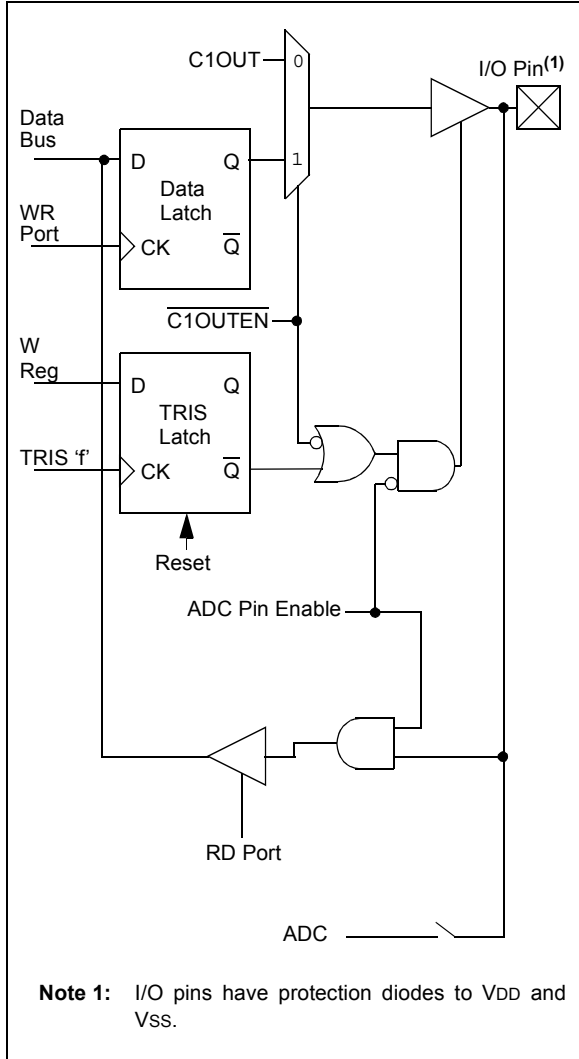 C1OUT
0
I/O Pin(1)
Data
Bus
D
Q
1
Data
Latch
WR
Port
CK
Q̅
C̅1̅O̅U̅T̅E̅N̅
W
Reg
D
Q
TRIS
Latch
TRIS ‘f’
CK
Q̅
Reset
ADC Pin Enable
RD Port
ADC
Note 1: I/O pins have protection diodes to VDD and
VSS.